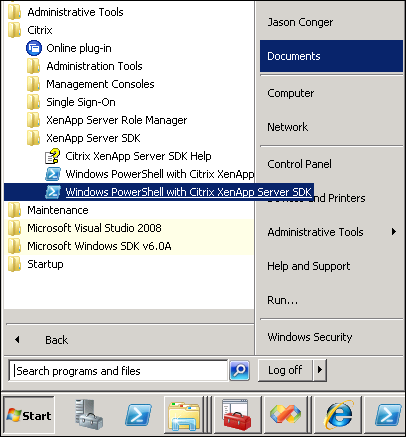 Administrative Tools
Citrix
Online plug-in
Administration Tools
Management Consoles
Single Sign-On
XenApp Server Role Manager
XenApp Server SDK
Citrix XenApp Server SDK Help
Windows PowerShell with Citrix XenApp
Windows PowerShell with Citrix XenApp Server SDK
Maintenance
Microsoft Visual Studio 2008
Microsoft Windows SDK v6.0A
Startup
Back
Search programs and files
Jason Conger
Documents
Computer
Network
Control Panel
Devices and Printers
Administrative Tools
Help and Support
Run...
Windows Security
Log off
Start